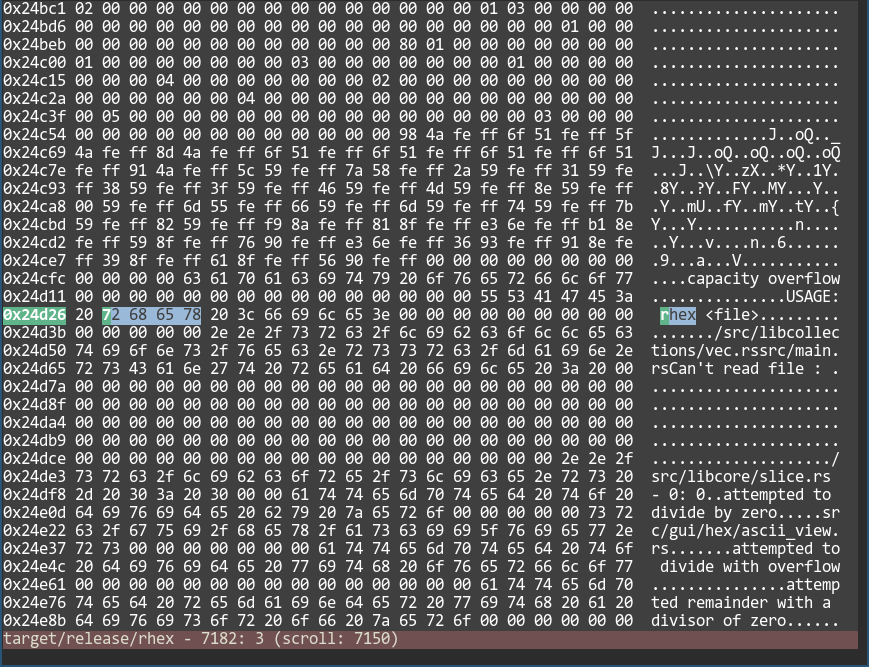 0x24bc1 02 00 00 00 00 00 00 00 00 00 00 00 00 00 00 01 03 00 00 00 00 .....................
0x24bd6 00 00 00 00 00 00 00 00 00 00 00 00 00 00 00 00 00 00 01 00 00 .....................
0x24beb 00 00 00 00 00 00 00 00 00 00 00 00 80 01 00 00 00 00 00 00 00 .....................
0x24c00 01 00 00 00 00 00 00 00 03 00 00 00 00 00 00 00 01 00 00 00 00 .....................
0x24c15 00 00 00 04 00 00 00 00 00 00 00 02 00 00 00 00 00 00 00 00 00 .....................
0x24c2a 00 00 00 00 00 00 04 00 00 00 00 00 00 00 00 00 00 00 00 00 00 .....................
0x24c3f 00 05 00 00 00 00 00 00 00 00 00 00 00 00 00 00 00 03 00 00 00 .....................
0x24c54 00 00 00 00 00 00 00 00 00 00 00 00 98 4a fe ff 6f 51 fe ff 5f .............J..oQ.._
0x24c69 4a fe ff 8d 4a fe ff 6f 51 fe ff 6f 51 fe ff 6f 51 fe ff 6f 51 J...J..oQ..oQ..oQ..oQ
0x24c7e fe ff 91 4a fe ff 5c 59 fe ff 7a 58 fe ff 2a 59 fe ff 31 59 fe ...J..\Y..zX..*Y..1Y.
0x24c93 ff 38 59 fe ff 3f 59 fe ff 46 59 fe ff 4d 59 fe ff 8e 59 fe ff .8Y..?Y..FY..MY...Y..
0x24ca8 00 59 fe ff 6d 55 fe ff 66 59 fe ff 6d 59 fe ff 74 59 fe ff 7b .Y..mU..fY..mY..tY..{
0x24cbd 59 fe ff 82 59 fe ff f9 8a fe ff 81 8f fe ff e3 6e fe ff b1 8e Y...Y...........n....
0x24cd2 fe ff 59 8f fe ff 76 90 fe ff e3 6e fe ff 36 93 fe ff 91 8e fe ..Y...v....n..6......
0x24ce7 ff 39 8f fe ff 61 8f fe ff 56 90 fe ff 00 00 00 00 00 00 00 00 .9...a...V...........
0x24cfc 00 00 00 00 63 61 70 61 63 69 74 79 20 6f 76 65 72 66 6c 6f 77 ....capacity overflow
0x24d11 00 00 00 00 00 00 00 00 00 00 00 00 00 00 00 55 53 41 47 45 3a ...............USAGE:
0x24d26 20 72 68 65 78 20 3c 66 69 6c 65 3e 00 00 00 00 00 00 00 00 00  rhex <file>.........
0x24d3b 00 00 00 00 00 2e 2e 2f 73 72 63 2f 6c 69 62 63 6f 6c 6c 65 63 ......./src/libcollec
0x24d50 74 69 6f 6e 73 2f 76 65 63 2e 72 73 73 72 63 2f 6d 61 69 6e 2e tions/vec.rssrc/main.
0x24d65 72 73 43 61 6e 27 74 20 72 65 61 64 20 66 69 6c 65 20 3a 20 00 rsCan't read file : .
0x24d7a 00 00 00 00 00 00 00 00 00 00 00 00 00 00 00 00 00 00 00 00 00 .....................
0x24d8f 00 00 00 00 00 00 00 00 00 00 00 00 00 00 00 00 00 00 00 00 00 .....................
0x24da4 00 00 00 00 00 00 00 00 00 00 00 00 00 00 00 00 00 00 00 00 00 .....................
0x24db9 00 00 00 00 00 00 00 00 00 00 00 00 00 00 00 00 00 00 00 00 00 .....................
0x24dce 00 00 00 00 00 00 00 00 00 00 00 00 00 00 00 00 00 00 2e 2e 2f ..................../
0x24de3 73 72 63 2f 6c 69 62 63 6f 72 65 2f 73 6c 69 63 65 2e 72 73 20 src/libcore/slice.rs
0x24df8 2d 20 30 3a 20 30 00 00 61 74 74 65 6d 70 74 65 64 20 74 6f 20 - 0: 0..attempted to
0x24e0d 64 69 76 69 64 65 20 62 79 20 7a 65 72 6f 00 00 00 00 00 73 72 divide by zero.....sr
0x24e22 63 2f 67 75 69 2f 68 65 78 2f 61 73 63 69 69 5f 76 69 65 77 2e c/gui/hex/ascii_view.
0x24e37 72 73 00 00 00 00 00 00 00 61 74 74 65 6d 70 74 65 64 20 74 6f rs.......attempted to
0x24e4c 20 64 69 76 69 64 65 20 77 69 74 68 20 6f 76 65 72 66 6c 6f 77  divide with overflow
0x24e61 00 00 00 00 00 00 00 00 00 00 00 00 00 00 00 61 74 74 65 6d 70 ...............attemp
0x24e76 74 65 64 20 72 65 6d 61 69 6e 64 65 72 20 77 69 74 68 20 61 20 ted remainder with a
0x24e8b 64 69 76 69 73 6f 72 20 6f 66 20 7a 65 72 6f 00 00 00 00 00 00 divisor of zero......
target/release/rhex - 7182: 3 (scroll: 7150)